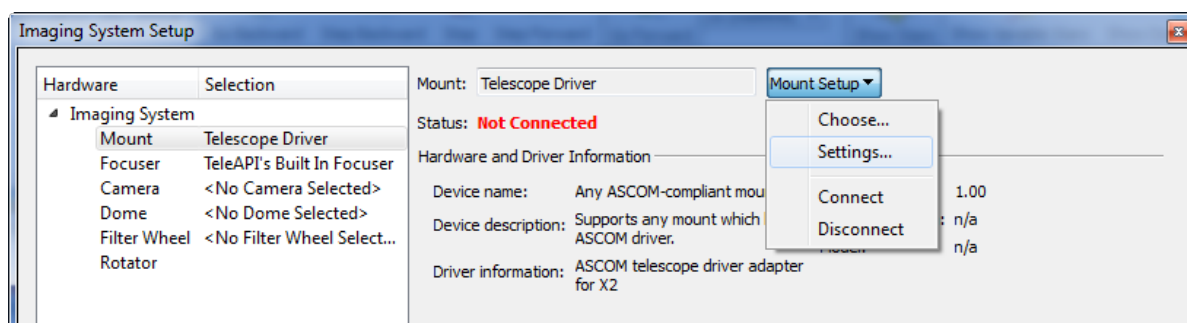 Imaging System Setup
Hardware Selection
Imaging System
Mount Telescope Driver
Focuser TeleAPI's Built In Focuser
Camera <No Camera Selected>
Dome <No Dome Selected>
Filter Wheel <No Filter Wheel Select...
Rotator
Mount: Telescope Driver Mount Setup
Status: Not Connected
Hardware and Driver Information
Device name: Any ASCOM-compliant mou 1.00
Device description: Supports any mount which : n/a
ASCOM driver.
n/a
Driver information: ASCOM telescope driver adapter
for X2
Choose...
Settings...
Connect
Disconnect